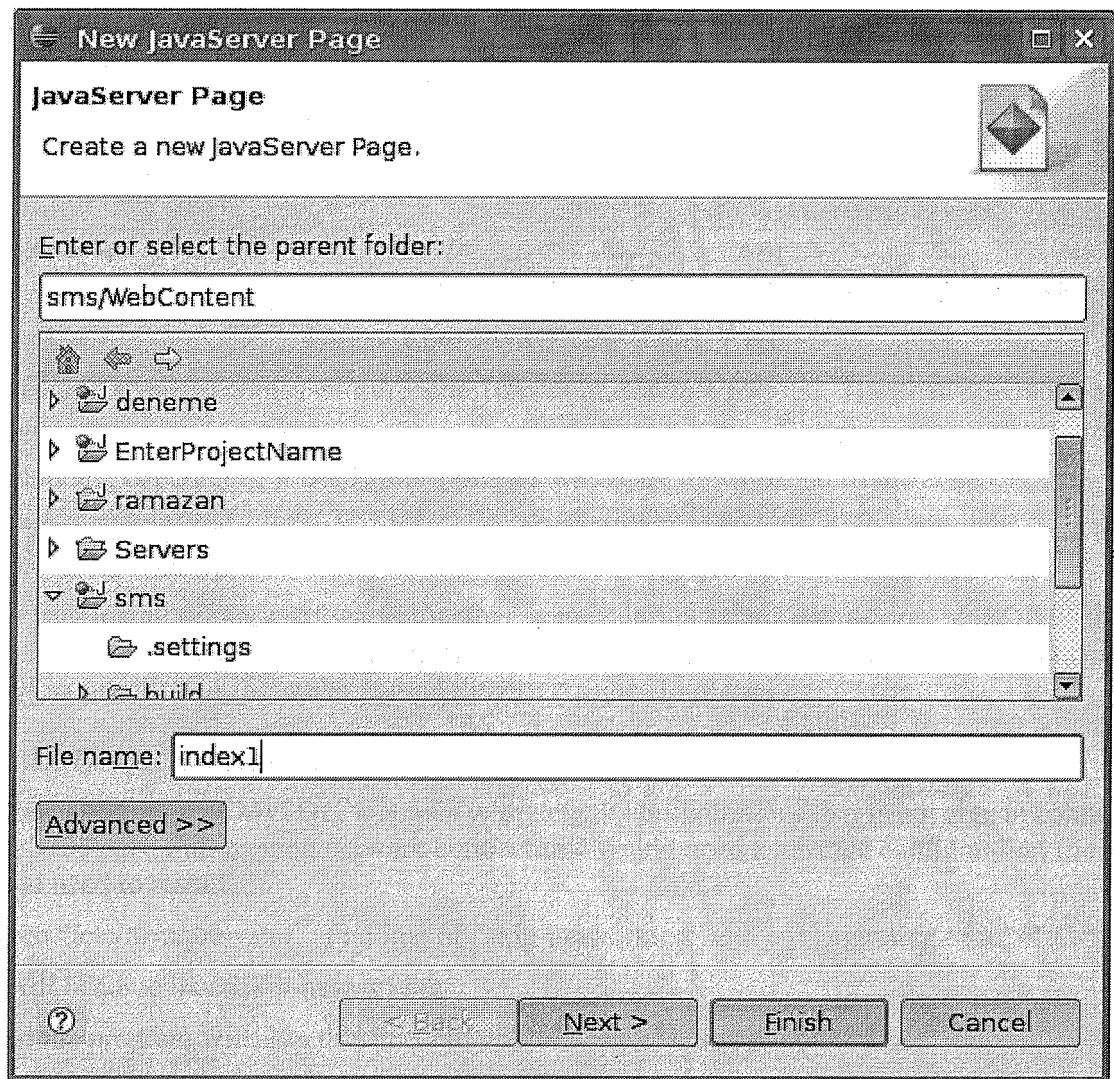 New JavaServer Page
JavaServer Page
Create a new JavaServer Page.
Enter or select the parent folder:
sms/WebContent
deneme
EnterProjectName
ramazan
Servers
sms
.settings
build
File name: index1
Advanced >>
< Back Next > Finish Cancel